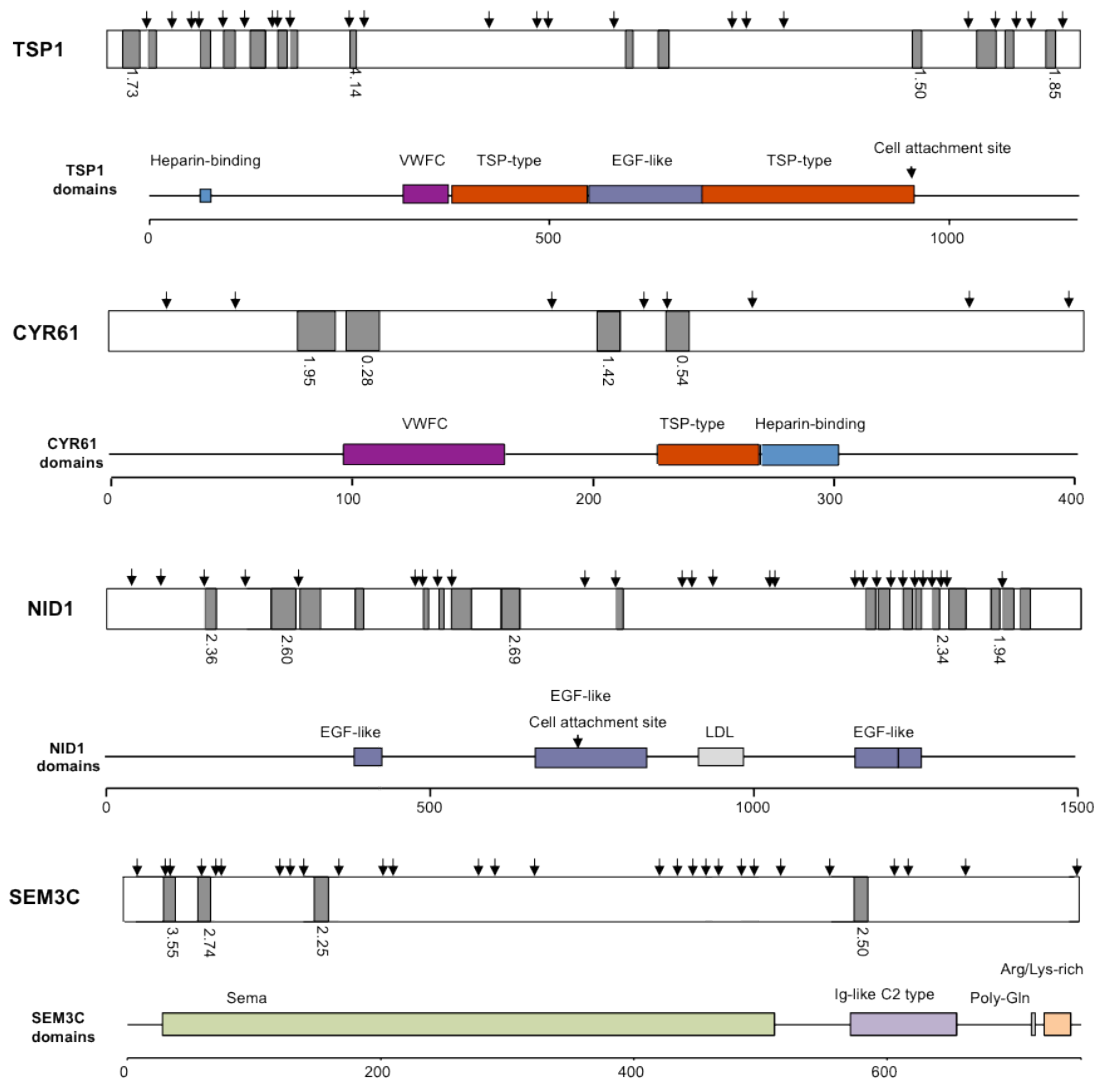 TSP1
1.73
4.14
1.50
1.85
Heparin-binding
VWFC
TSP-type
EGF-like
TSP-type
Cell attachment site
TSP1
domains
0
500
1000
CYR61
1.95
0.28
1.42
0.54
VWFC
TSP-type
Heparin-binding
CYR61
domains
0
100
200
300
400
NID1
2.36
2.60
2.69
2.34
1.94
EGF-like
EGF-like
Cell attachment site
LDL
EGF-like
NID1
domains
0
500
1000
1500
SEM3C
3.55
2.74
2.25
2.50
Arg/Lys-rich
Sema
Ig-like C2 type
Poly-Gln
SEM3C
domains
0
200
400
600